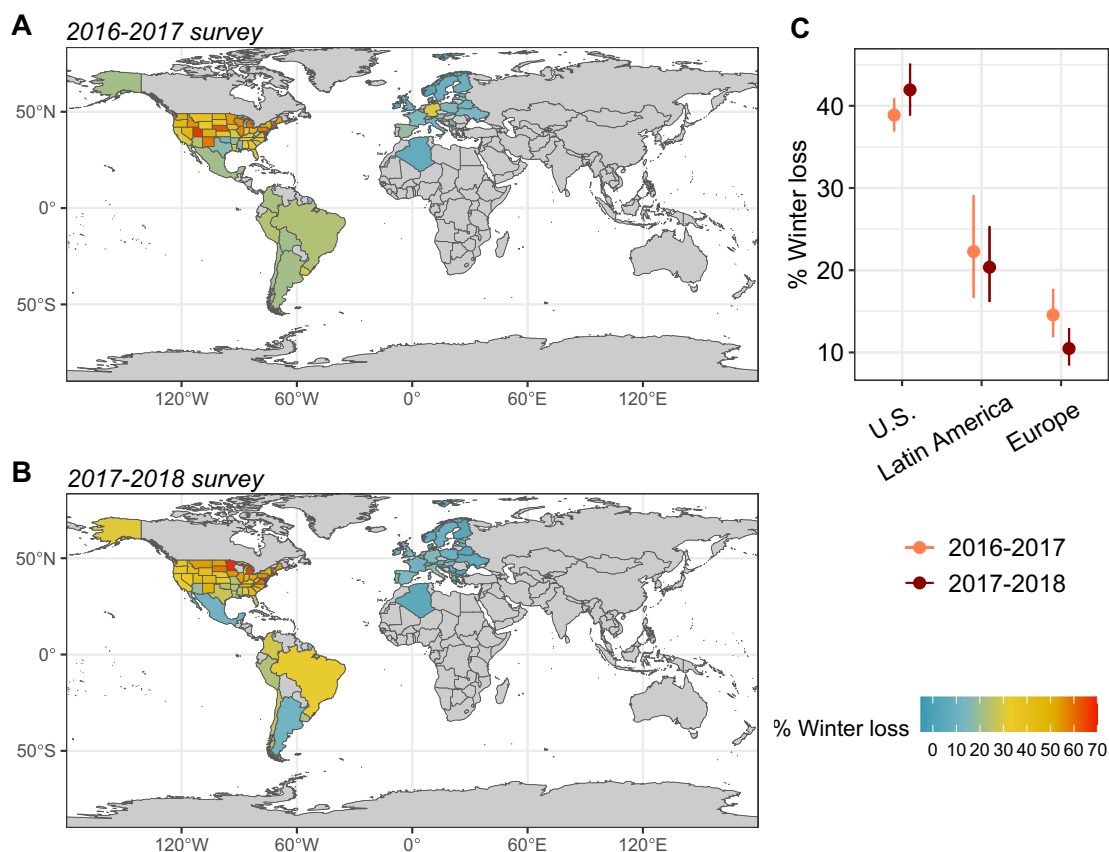 A
2016-2017 survey
50°N
0°
50°S
120°W 60°W 0° 60°E 120°E
B
2017-2018 survey
50°N
0°
50°S
120°W 60°W 0° 60°E 120°E
C
% Winter loss
40
30
20
10
U.S.
Latin America
Europe
2016-2017
2017-2018
% Winter loss
0 10 20 30 40 50 60 70